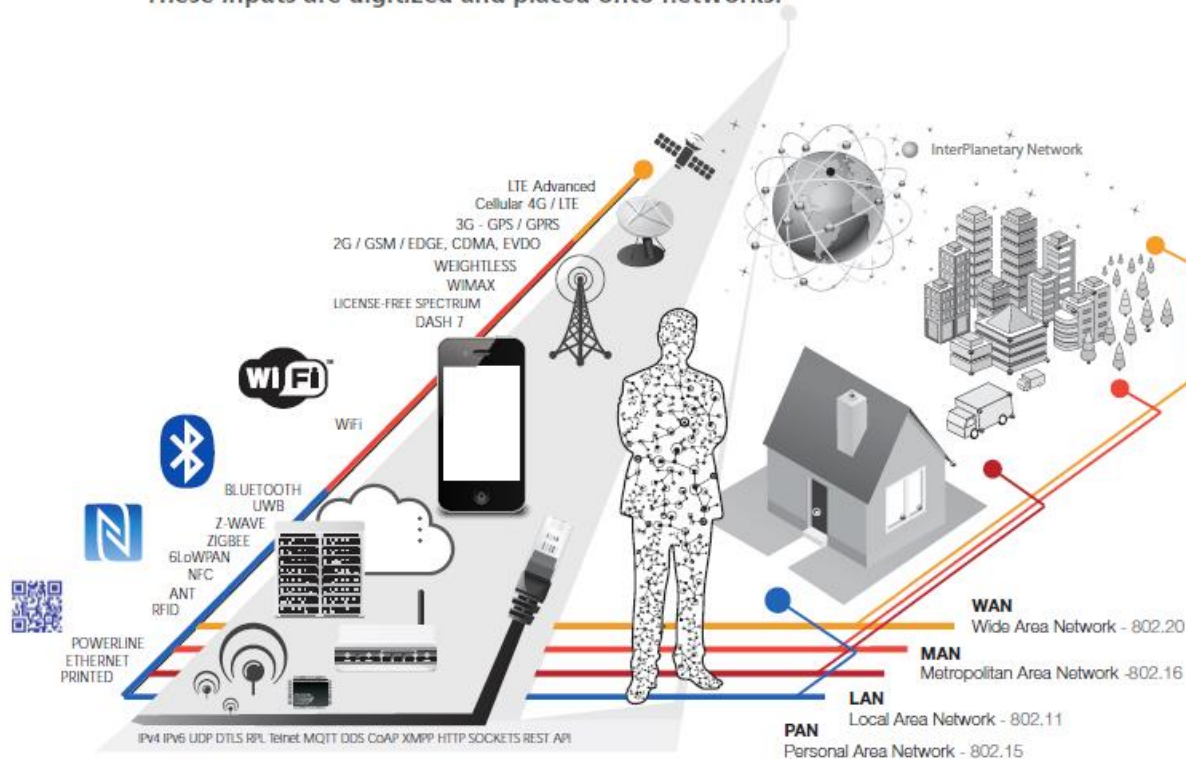 These inputs are digitized and placed onto networks.
InterPlanetary Network
LTE Advanced
Cellular 4G / LTE
3G - GPS / GPRS
2G / GSM / EDGE, CDMA, EVDO
WEIGHTLESS
WIMAX
LICENSE-FREE SPECTRUM
DASH 7
Wi Fi
WiFi
BLUETOOTH
UWB
Z-WAVE
ZIGBEE
6LoWPAN
NFC
ANT
RFID
POWERLINE
ETHERNET
PRINTED
WAN
Wide Area Network - 802.20
MAN
Metropolitan Area Network -802.16
LAN
Local Area Network - 802.11
PAN
Personal Area Network - 802.15
IPv4 IPv6 UDP DTLS RPL Telnet MQTT DDS CoAP XMPP HTTP SOCKETS REST API